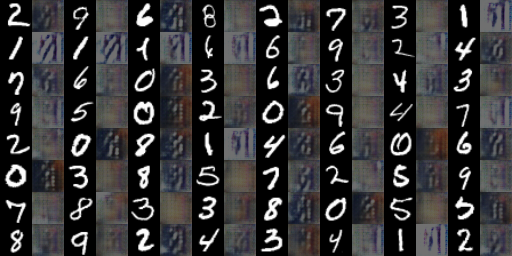 2 9 6 8 2 7 3 1
1 1 1 6 6 9 2 4
7 6 0 3 6 3 4 3
9 5 0 2 0 9 4 7
2 0 8 1 4 6 0 6
0 3 8 5 7 2 5 9
7 8 3 3 8 0 5 5
8 9 2 4 3 4 1 2